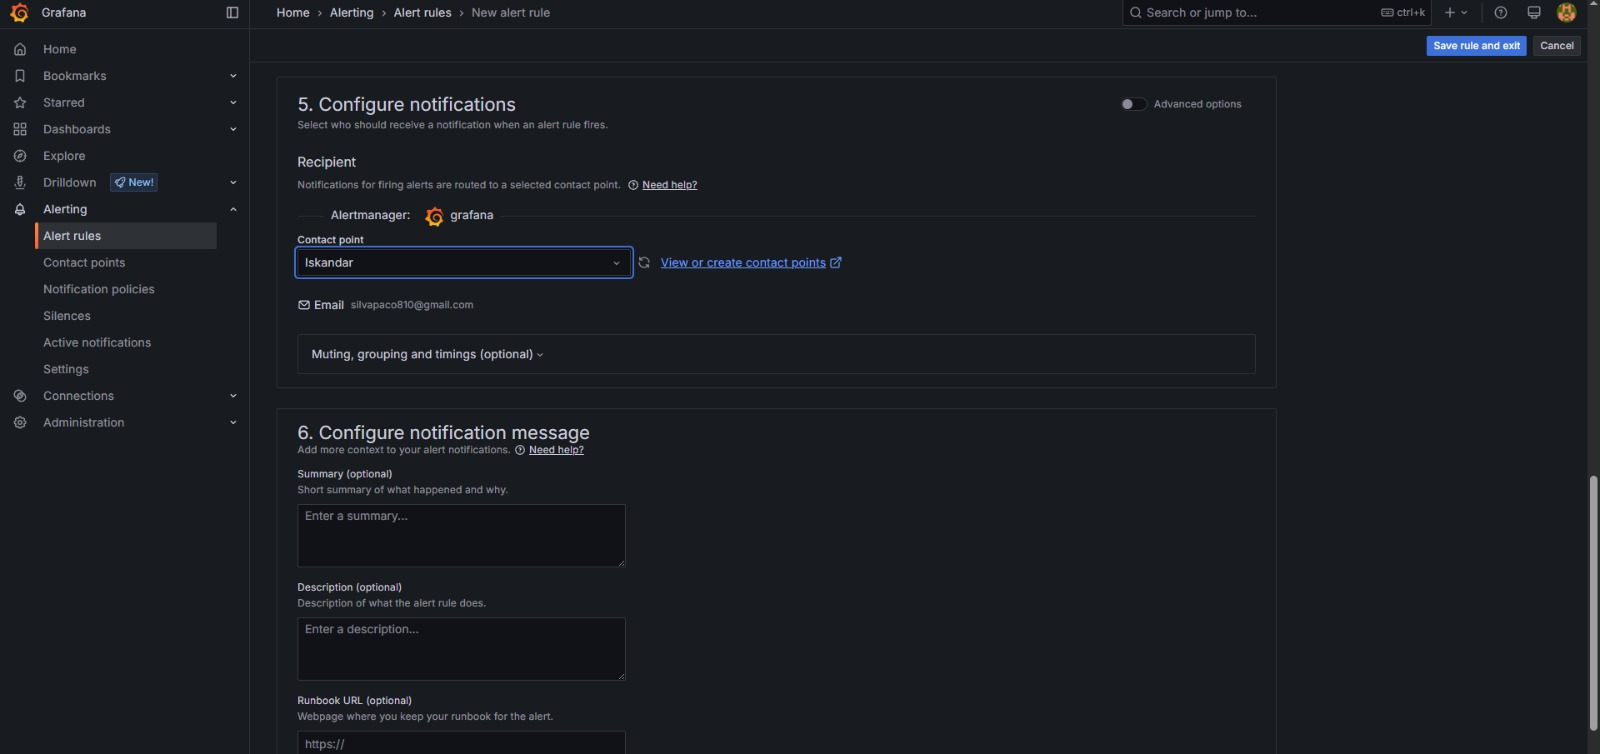 Grafana
Home › Alerting › Alert rules › New alert rule
Search or jump to...
ctrl+k
Save rule and exit
Cancel
Home
Bookmarks
Starred
Dashboards
Explore
Drilldown
New!
Alerting
Alert rules
Contact points
Notification policies
Silences
Active notifications
Settings
Connections
Administration
5. Configure notifications
Advanced options
Select who should receive a notification when an alert rule fires.
Recipient
Notifications for firing alerts are routed to a selected contact point. Need help?
Alertmanager: grafana
Contact point
Iskandar
View or create contact points
Email silvapaco810@gmail.com
Muting, grouping and timings (optional)
6. Configure notification message
Add more context to your alert notifications. Need help?
Summary (optional)
Short summary of what happened and why.
Enter a summary...
Description (optional)
Description of what the alert rule does.
Enter a description...
Runbook URL (optional)
Webpage where you keep your runbook for the alert.
https://